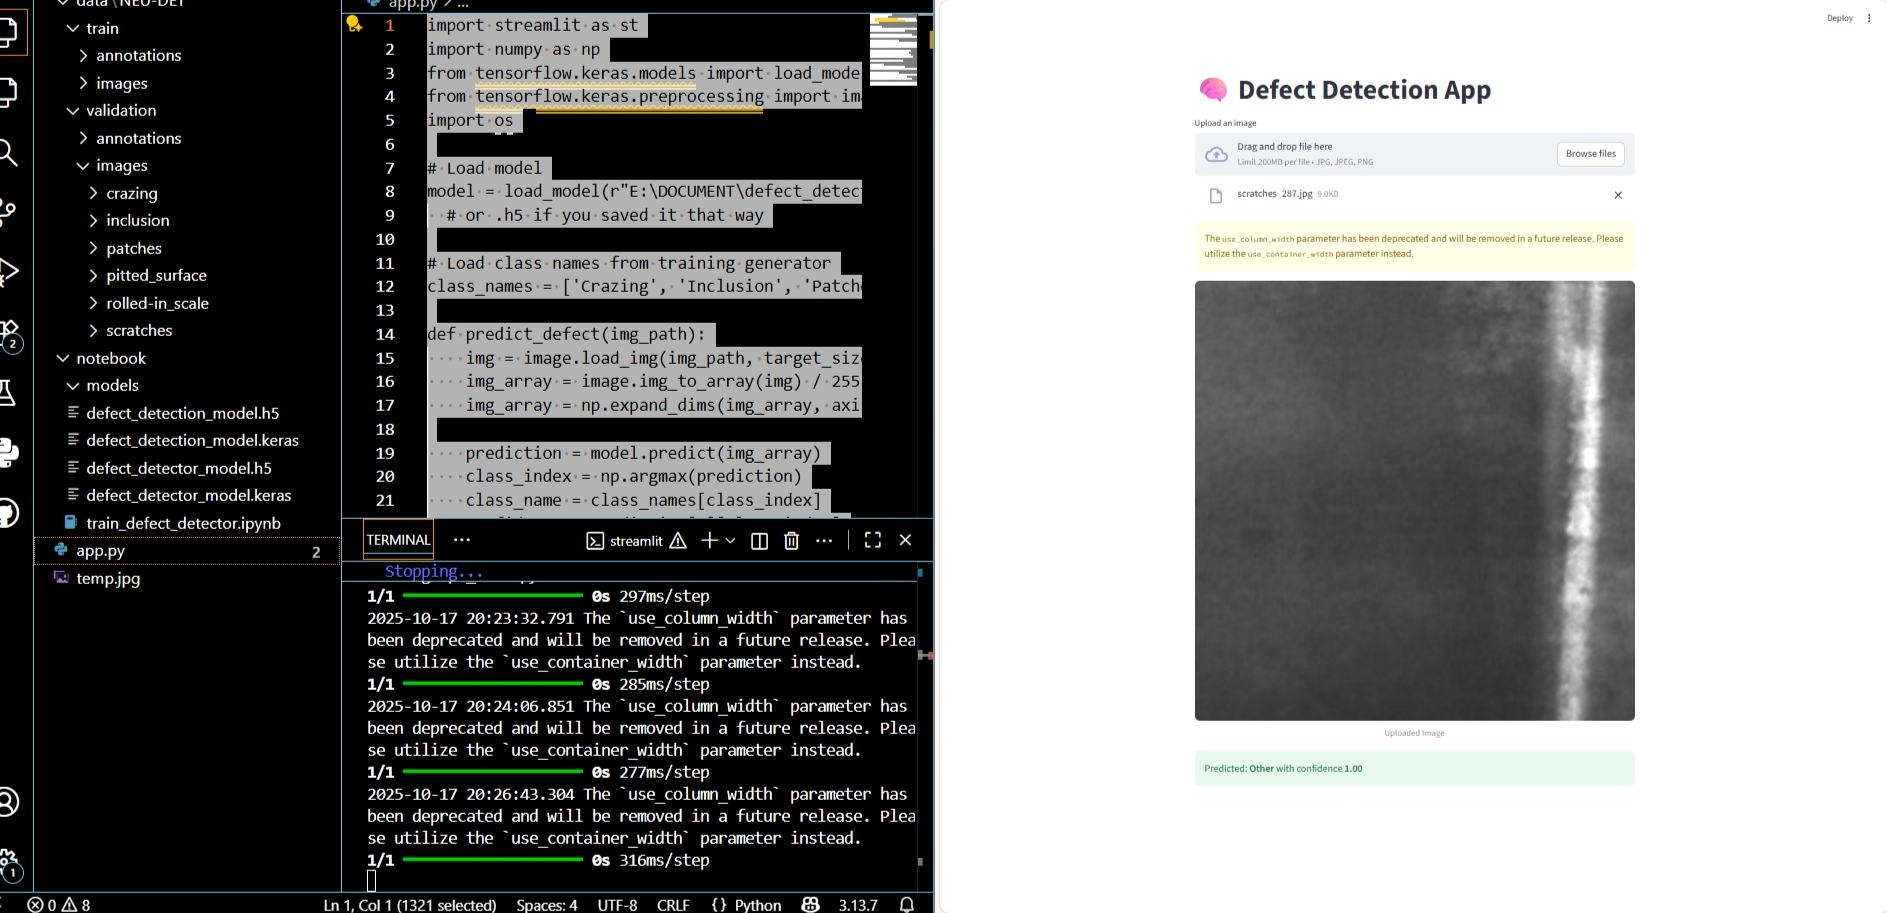 train
annotations
images
validation
annotations
images
crazing
inclusion
patches
pitted_surface
rolled-in_scale
scratches
notebook
models
defect_detection_model.h5
defect_detection_model.keras
defect_detector_model.h5
defect_detector_model.keras
train_defect_detector.ipynb
app.py 2
temp.jpg
2
1
app.py > ...
1 import streamlit as st
2 import numpy as np
3 from tensorflow.keras.models import load_mode
4 from tensorflow.keras.preprocessing import im
5 import os
6
7 # Load model
8 model = load_model(r"E:\DOCUMENT\defect_detec
9 # or .h5 if you saved it that way
10
11 # Load class names from training generator
12 class_names = ['Crazing', 'Inclusion', 'Patch
13
14 def predict_defect(img_path):
15 img = image.load_img(img_path, target_siz
16 img_array = image.img_to_array(img) / 255
17 img_array = np.expand_dims(img_array, axi
18
19 prediction = model.predict(img_array)
20 class_index = np.argmax(prediction)
21 class_name = class_names[class_index]
TERMINAL ... streamlit
Stopping...
1/1 0s 297ms/step
2025-10-17 20:23:32.791 The `use_column_width` parameter has
been deprecated and will be removed in a future release. Plea
se utilize the `use_container_width` parameter instead.
1/1 0s 285ms/step
2025-10-17 20:24:06.851 The `use_column_width` parameter has
been deprecated and will be removed in a future release. Plea
se utilize the `use_container_width` parameter instead.
1/1 0s 277ms/step
2025-10-17 20:26:43.304 The `use_column_width` parameter has
been deprecated and will be removed in a future release. Plea
se utilize the `use_container_width` parameter instead.
1/1 0s 316ms/step
0 8 Ln 1, Col 1 (1321 selected) Spaces: 4 UTF-8 CRLF {} Python 3.13.7
Deploy
Defect Detection App
Upload an image
Drag and drop file here
Limit 200MB per file • JPG, JPEG, PNG
Browse files
scratches_287.jpg 9.0KB
The use_column_width parameter has been deprecated and will be removed in a future release. Please
utilize the use_container_width parameter instead.
Uploaded Image
Predicted: Other with confidence 1.00